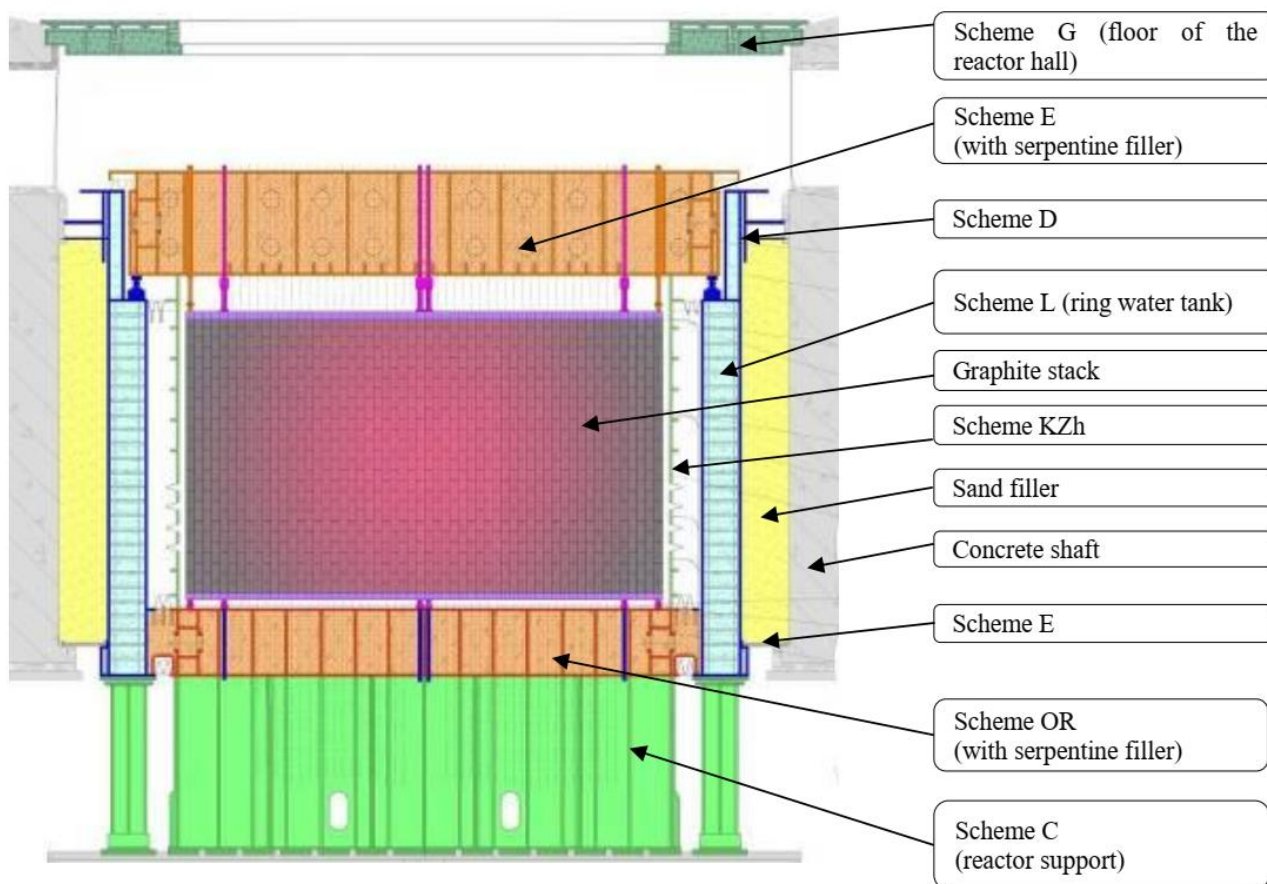 Scheme G (floor of the
reactor hall)
Scheme E
(with serpentine filler)
Scheme D
Scheme L (ring water tank)
Graphite stack
Scheme KZh
Sand filler
Concrete shaft
Scheme E
Scheme OR
(with serpentine filler)
Scheme C
(reactor support)